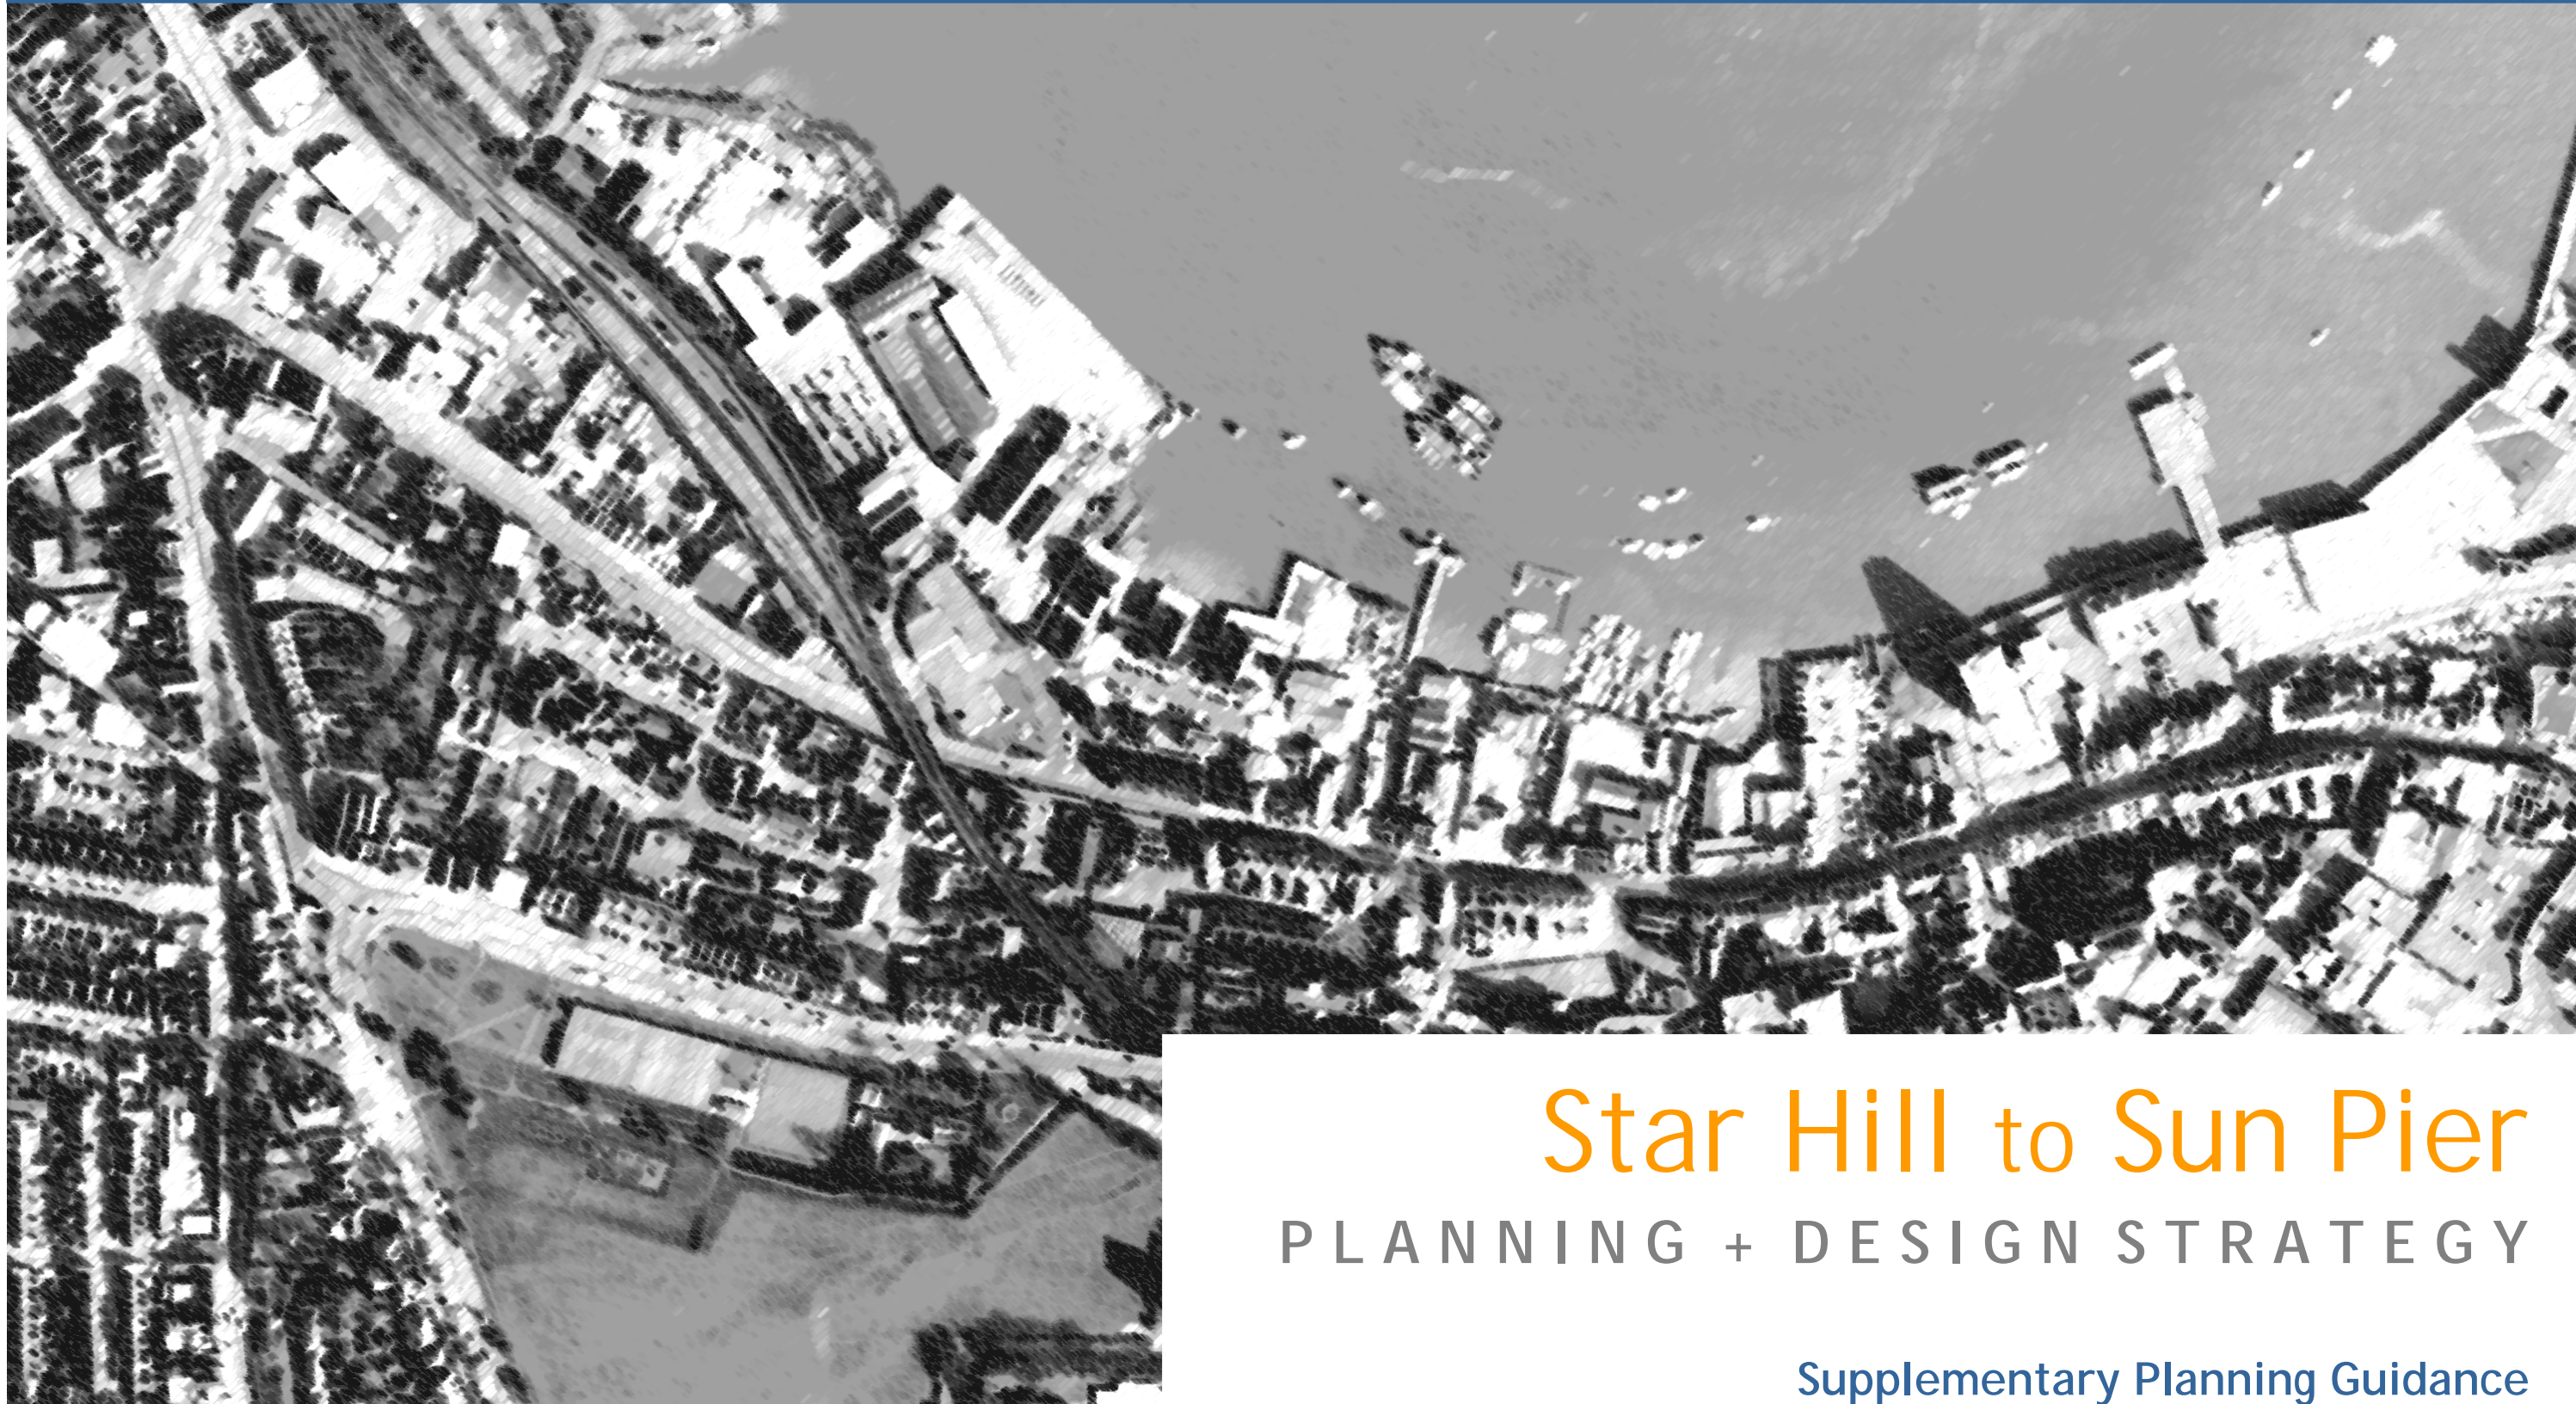 Star Hill to Sun Pier
PLANNING + DESIGN STRATEGY
Supplementary Planning Guidance